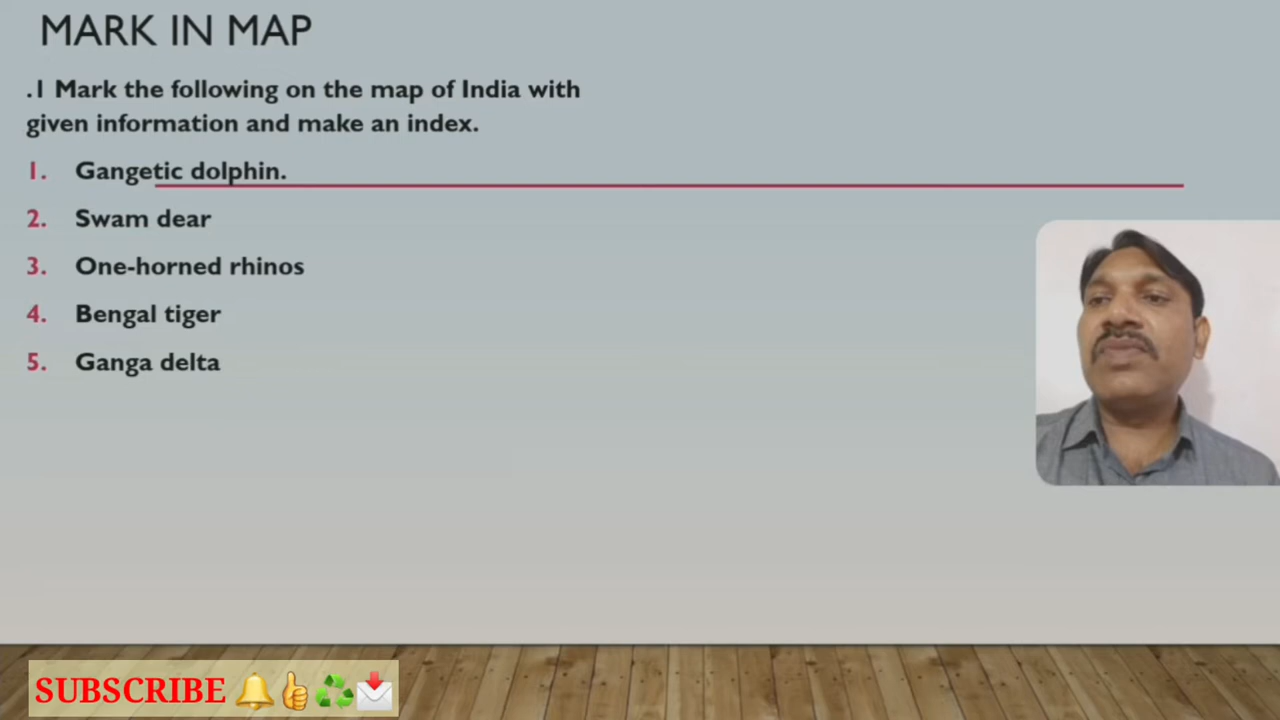 MARK IN MAP
.1 Mark the following on the map of India with
given information and make an index.
1. Gangetic dolphin.
2. Swam dear
3. One-horned rhinos
4. Bengal tiger
5. Ganga delta
SUBSCRIBE 🔔👍♻️📩